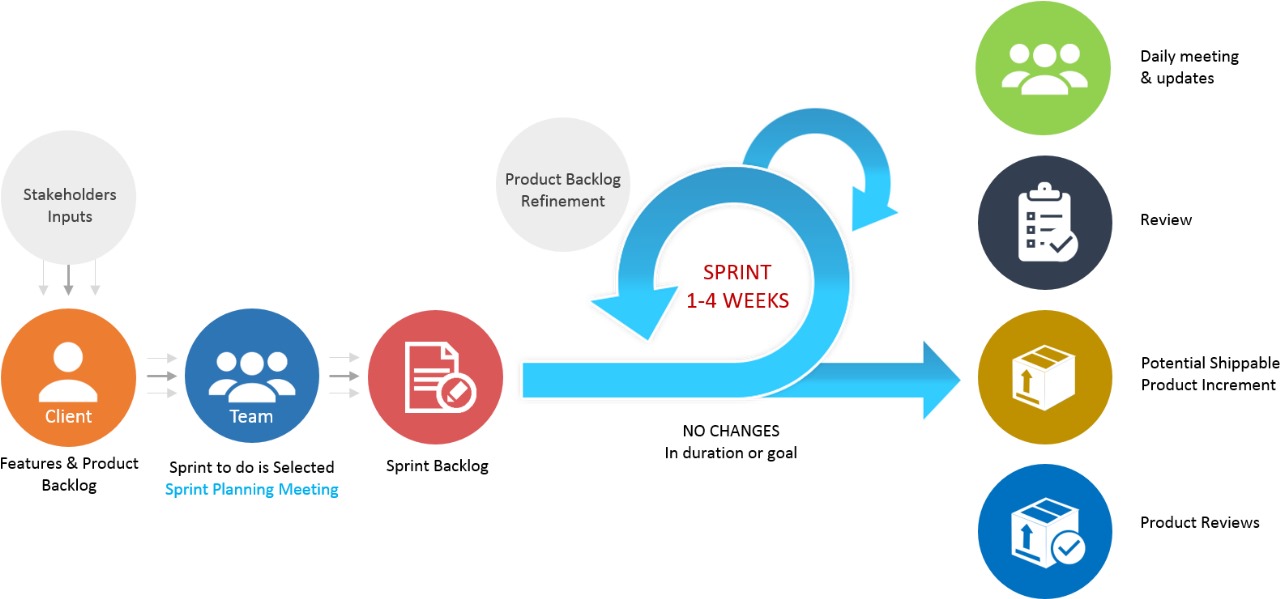 Stakeholders
Inputs
Client
Features & Product
Backlog
Team
Sprint to do is Selected
Sprint Planning Meeting
Sprint Backlog
Product Backlog
Refinement
SPRINT
1-4 WEEKS
NO CHANGES
In duration or goal
Daily meeting
& updates
Review
Potential Shippable
Product Increment
Product Reviews